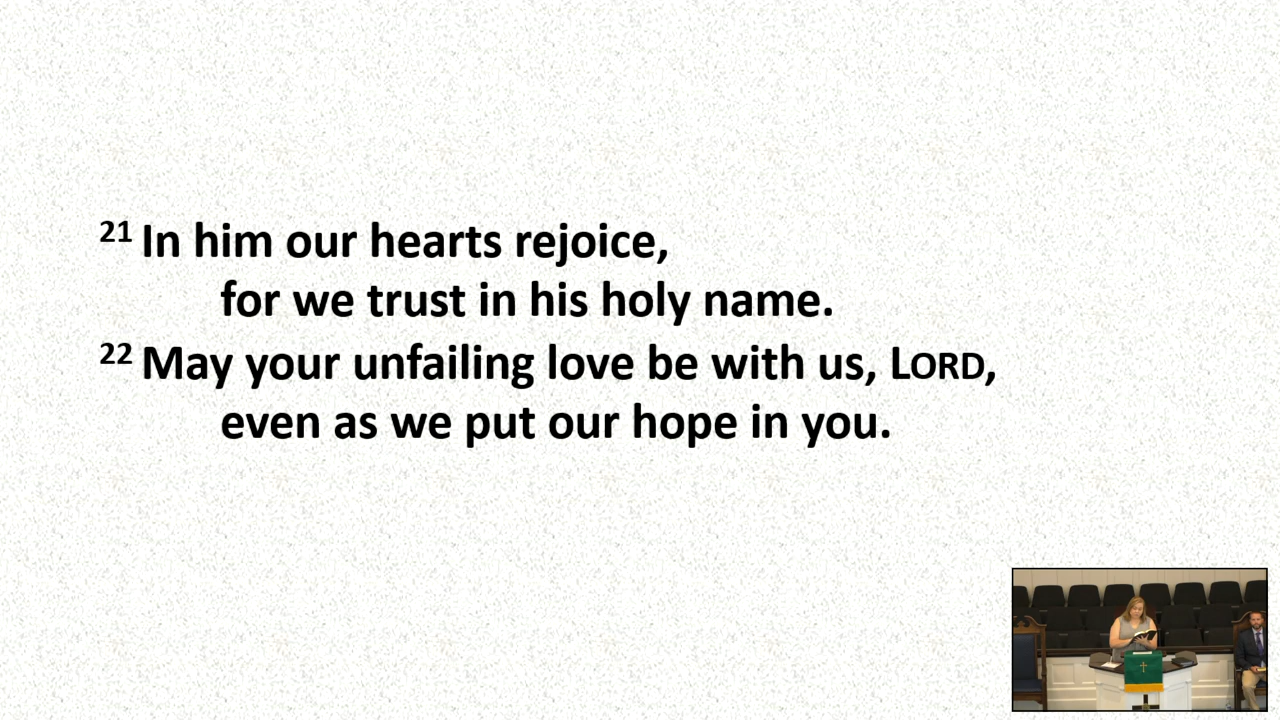 21 In him our hearts rejoice,
for we trust in his holy name.
22 May your unfailing love be with us, LORD,
even as we put our hope in you.